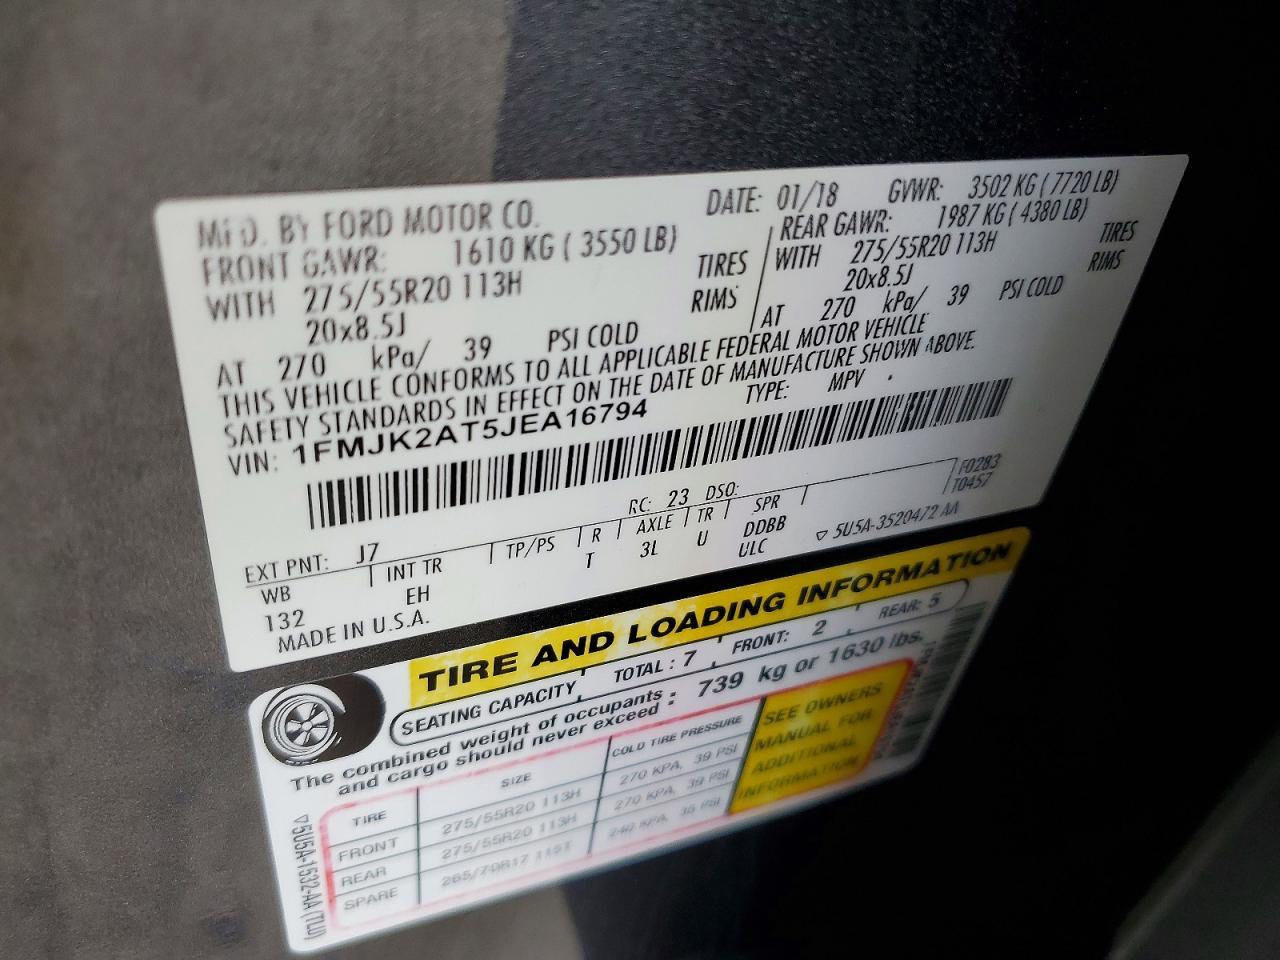 MFD. BY FORD MOTOR CO.
DATE: 01/18 GVWR: 3502 KG ( 7720 LB)
FRONT GAWR: 1610 KG ( 3550 LB)
REAR GAWR: 1987 KG ( 4380 LB)
WITH 275/55R20 113H TIRES
WITH 275/55R20 113H TIRES
20x8.5J RIMS
20x8.5J RIMS
AT 270 kPa/ 39 PSI COLD
AT 270 kPa/ 39 PSI COLD
THIS VEHICLE CONFORMS TO ALL APPLICABLE FEDERAL MOTOR VEHICLE
SAFETY STANDARDS IN EFFECT ON THE DATE OF MANUFACTURE SHOWN ABOVE.
VIN: 1FMJK2AT5JEA16794 TYPE: MPV
F0283
T0457
EXT PNT: J7 RC: 23 DSO:
WB INT TR TP/PS R AXLE TR SPR
132 EH T 3L U DDBB
ULC
▽ 5U5A-3520472 AA
MADE IN U.S.A.
TIRE AND LOADING INFORMATION
SEATING CAPACITY TOTAL : 7 FRONT: 2 REAR: 5
The combined weight of occupants and cargo should never exceed : 739 kg or 1630 lbs.
TIRE SIZE COLD TIRE PRESSURE
FRONT 275/55R20 113H 270 KPA, 39 PSI
REAR 275/55R20 113H 270 KPA, 39 PSI
SPARE 265/70R17 115T 240 KPA, 35 PSI
SEE OWNERS
MANUAL FOR
ADDITIONAL
INFORMATION
▽5U5A-1532-AA (TLU)